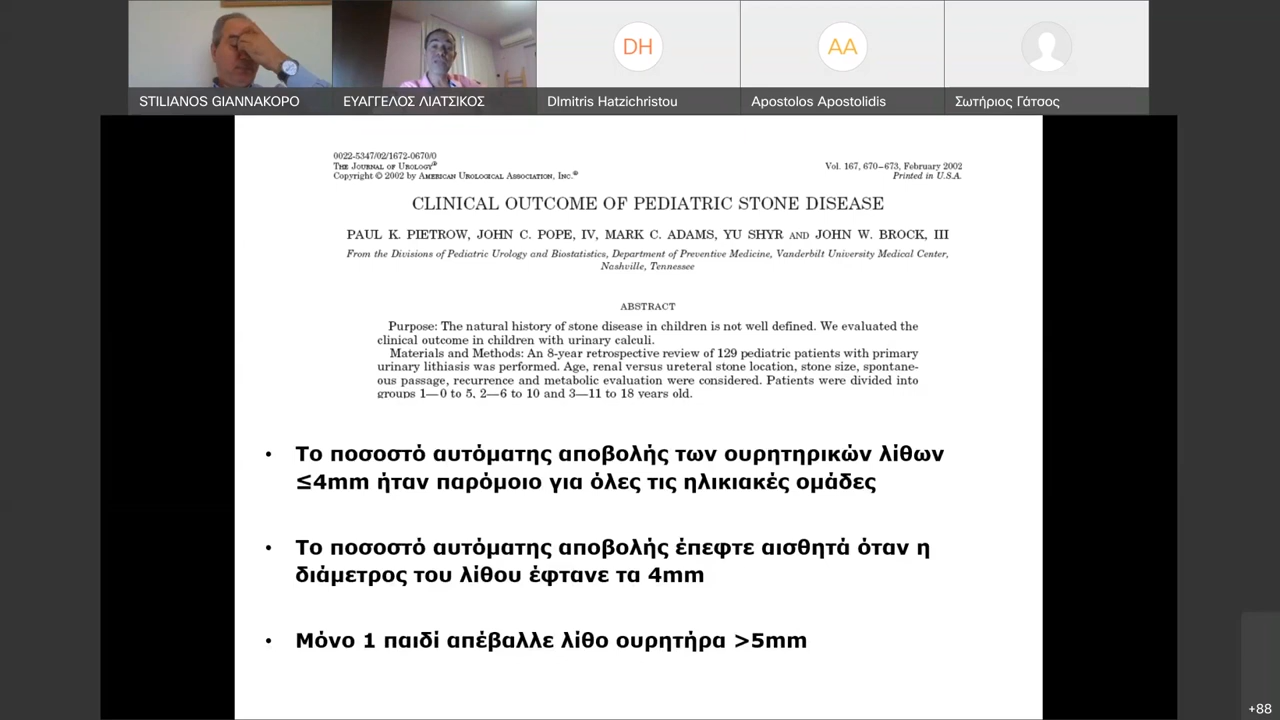 STILIANOS GIANNAKOPO
ΕΥΑΓΓΕΛΟΣ ΛΙΑΤΣΙΚΟΣ
DH
DImitris Hatzichristou
AA
Apostolos Apostolidis
Σωτήριος Γάτσος
0022-5347/02/1672-0670/0
THE JOURNAL OF UROLOGY®
Copyright © 2002 by AMERICAN UROLOGICAL ASSOCIATION, INC.®
Vol. 167, 670–673, February 2002
Printed in U.S.A.
CLINICAL OUTCOME OF PEDIATRIC STONE DISEASE
PAUL K. PIETROW, JOHN C. POPE, IV, MARK C. ADAMS, YU SHYR AND JOHN W. BROCK, III
From the Divisions of Pediatric Urology and Biostatistics, Department of Preventive Medicine, Vanderbilt University Medical Center,
Nashville, Tennessee
ABSTRACT
Purpose: The natural history of stone disease in children is not well defined. We evaluated the
clinical outcome in children with urinary calculi.
Materials and Methods: An 8-year retrospective review of 129 pediatric patients with primary
urinary lithiasis was performed. Age, renal versus ureteral stone location, stone size, spontane-
ous passage, recurrence and metabolic evaluation were considered. Patients were divided into
groups 1—0 to 5, 2—6 to 10 and 3—11 to 18 years old.
• Το ποσοστό αυτόματης αποβολής των ουρητηρικών λίθων
≤4mm ήταν παρόμοιο για όλες τις ηλικιακές ομάδες
• Το ποσοστό αυτόματης αποβολής έπεφτε αισθητά όταν η
διάμετρος του λίθου έφτανε τα 4mm
• Μόνο 1 παιδί απέβαλλε λίθο ουρητήρα >5mm
+88